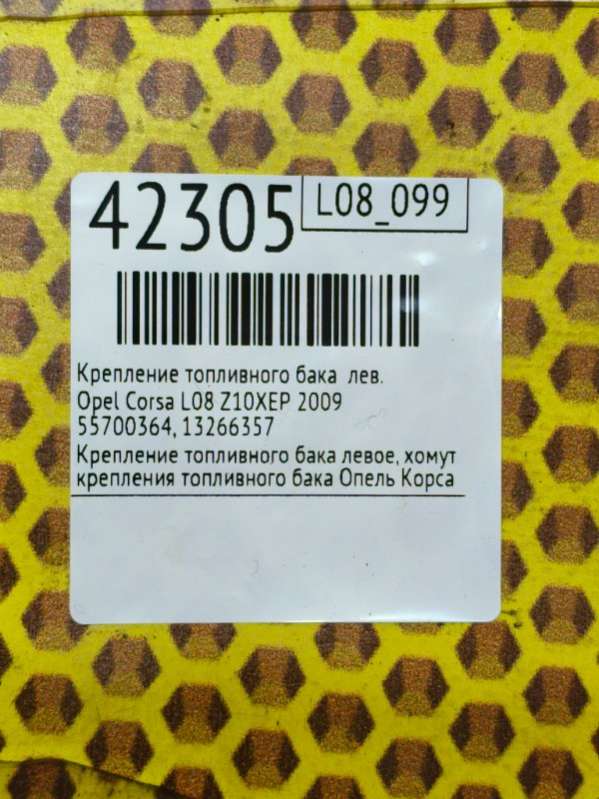 42305
L08_099
Крепление топливного бака лев.
Opel Corsa L08 Z10XEP 2009
55700364, 13266357
Крепление топливного бака левое, хомут
крепления топливного бака Опель Корса